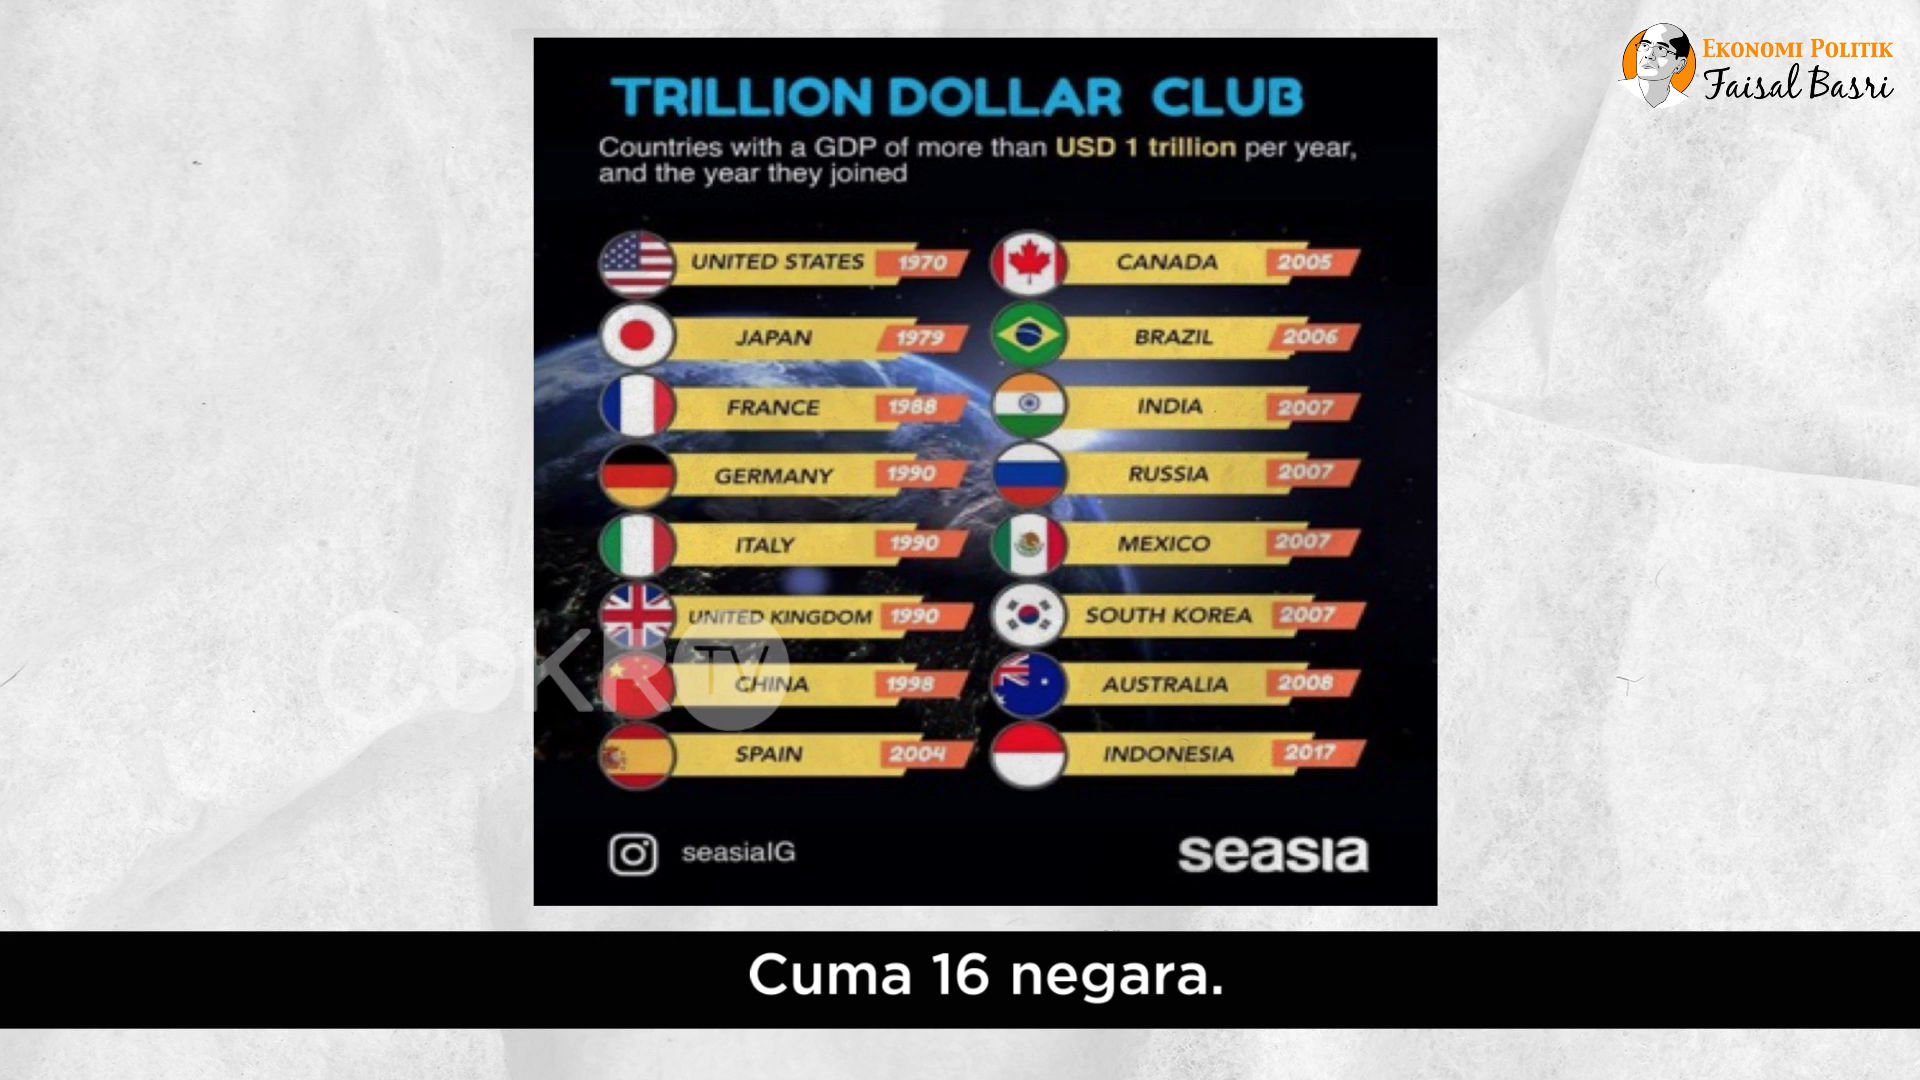 EKONOMI POLITIK
Faisal Basri
TRILLION DOLLAR CLUB
Countries with a GDP of more than USD 1 trillion per year,
and the year they joined
UNITED STATES 1970
JAPAN 1979
FRANCE 1988
GERMANY 1990
ITALY 1990
UNITED KINGDOM 1990
CHINA 1998
SPAIN 2004
CANADA 2005
BRAZIL 2006
INDIA 2007
RUSSIA 2007
MEXICO 2007
SOUTH KOREA 2007
AUSTRALIA 2008
INDONESIA 2017
COKRO TV
seasiaIG
seasia
Cuma 16 negara.